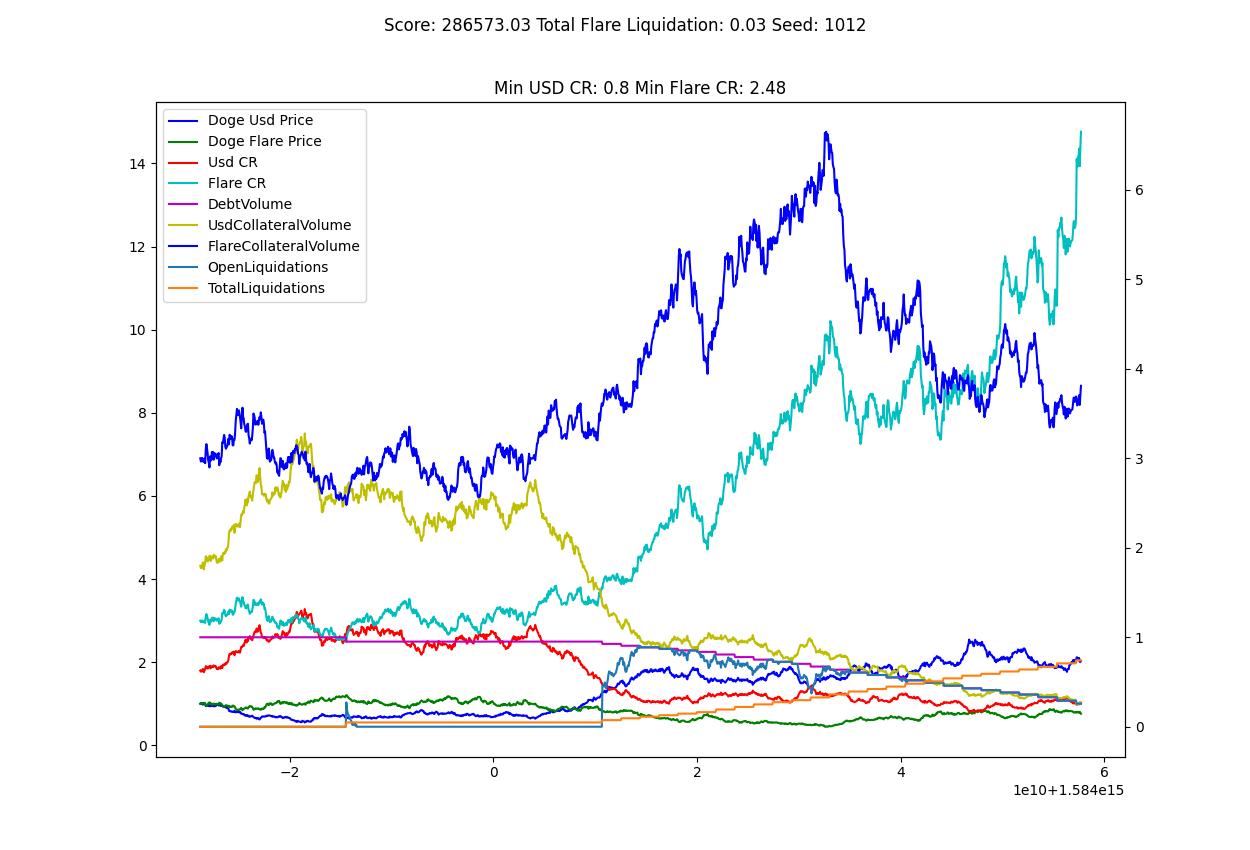 Score: 286573.03 Total Flare Liquidation: 0.03 Seed: 1012
Min USD CR: 0.8 Min Flare CR: 2.48
Doge Usd Price
Doge Flare Price
Usd CR
Flare CR
DebtVolume
UsdCollateralVolume
FlareCollateralVolume
OpenLiquidations
TotalLiquidations
14
12
10
8
6
4
2
0
6
5
4
3
2
1
0
−2 0 2 4 6
1e10+1.584e15